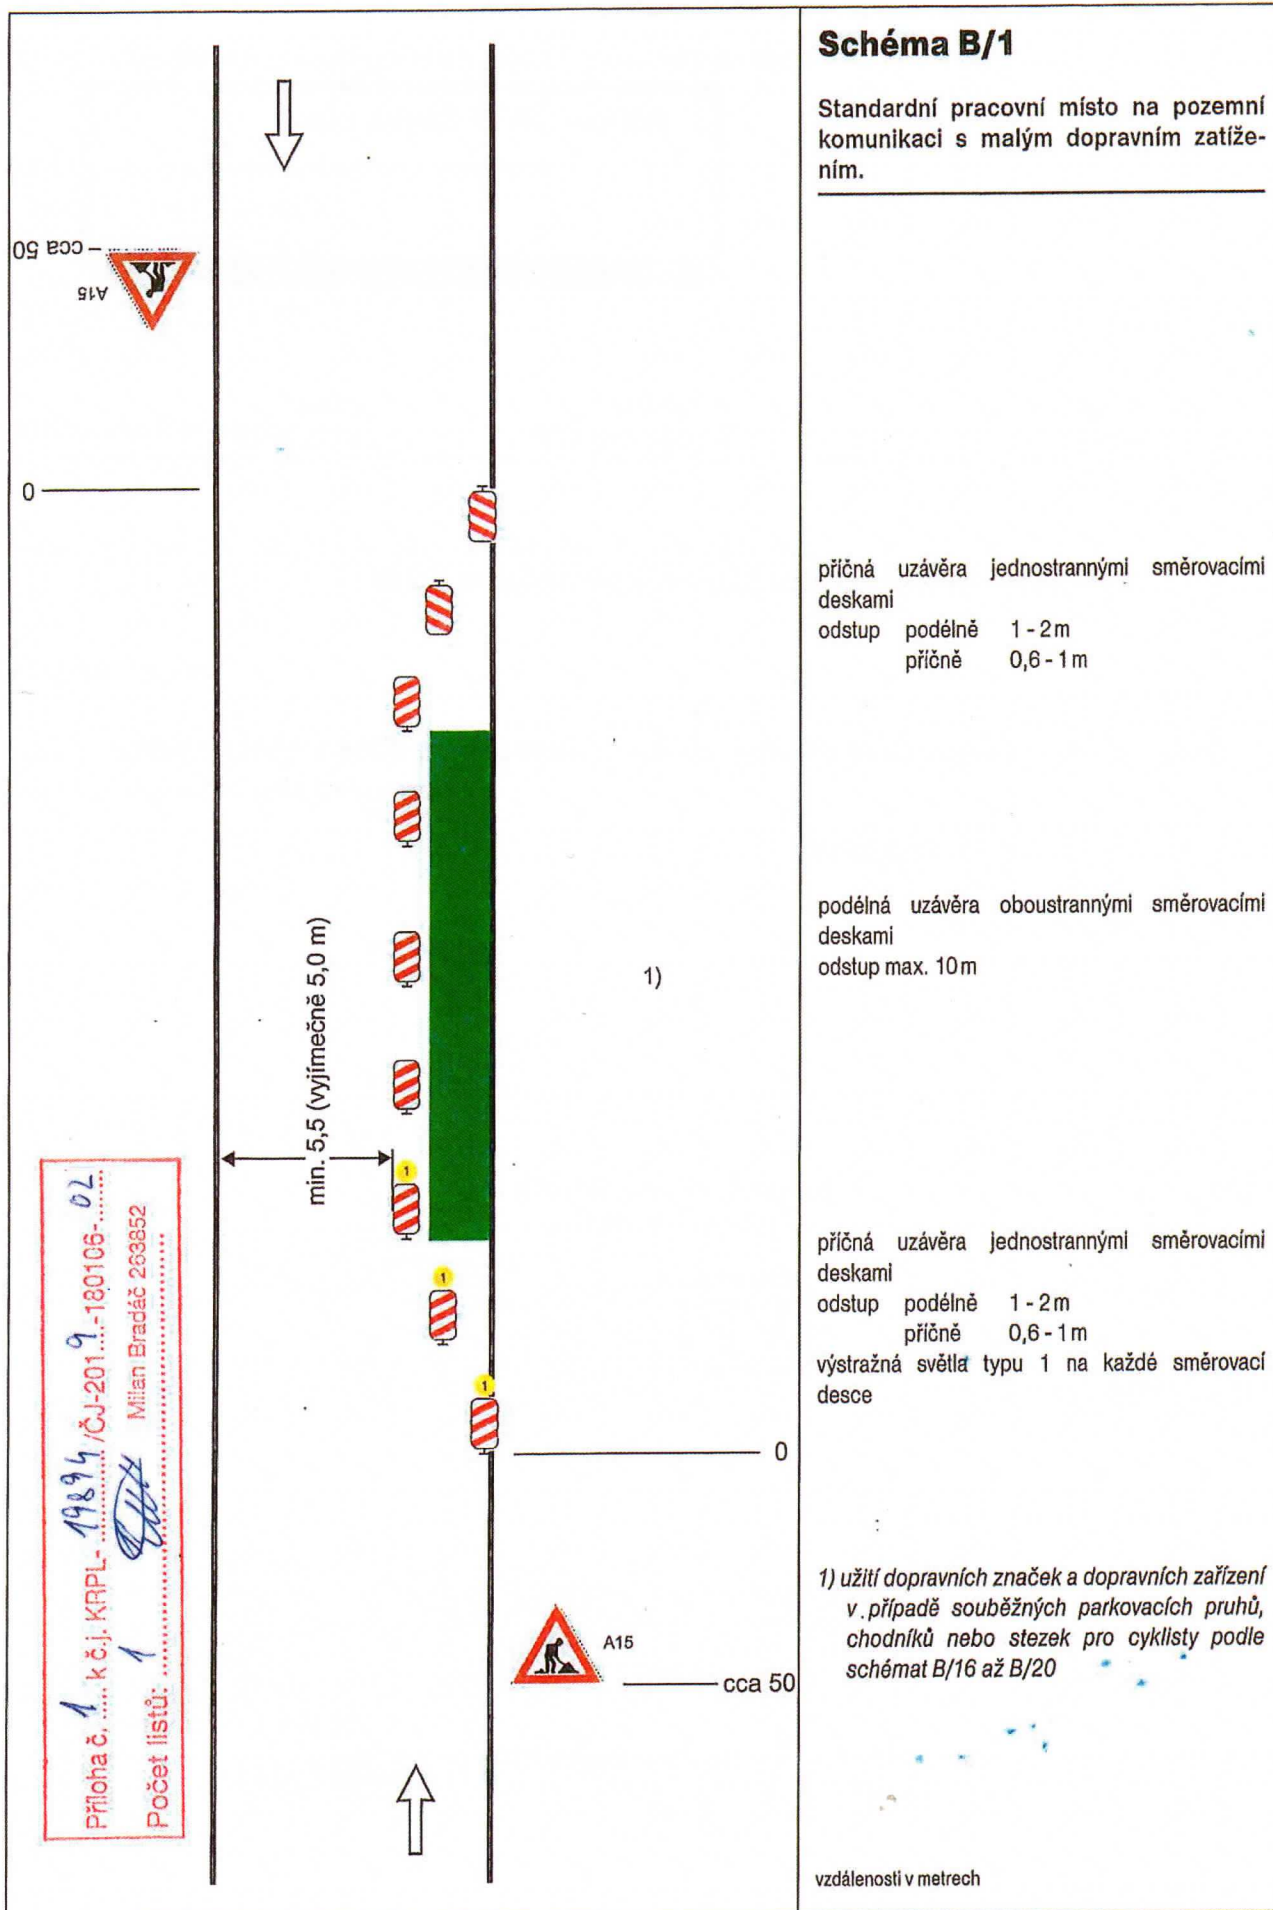 Schéma B/1
Standardní pracovní místo na pozemní
komunikaci s malým dopravním zatíže-
ním.
cca 50
A15
0
příčná uzávěra jednostrannými směrovacími
deskami
odstup podélně 1 - 2 m
příčně 0,6 - 1 m
min. 5,5 (vyjímečně 5,0 m)
1)
podélná uzávěra oboustrannými směrovacími
deskami
odstup max. 10 m
1
1
1
příčná uzávěra jednostrannými směrovacími
deskami
odstup podélně 1 - 2 m
příčně 0,6 - 1 m
výstražná světla typu 1 na každé směrovací
desce
0
A15
cca 50
1) užití dopravních značek a dopravních zařízení
v případě souběžných parkovacích pruhů,
chodníků nebo stezek pro cyklisty podle
schémat B/16 až B/20
vzdálenosti v metrech
Příloha č. 1 k č.j. KRPL- 19894 /ČJ-2019-180106-02
Milan Bradáč 263852
Počet listů: 1